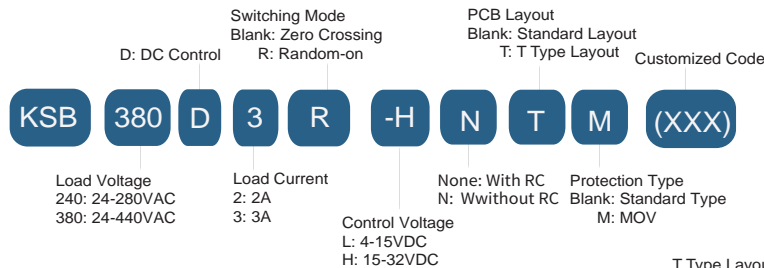 Switching Mode
Blank: Zero Crossing
R: Random-on
D: DC Control
PCB Layout
Blank: Standard Layout
T: T Type Layout
Customized Code
KSB 380 D 3 R -H N T M (XXX)
Load Voltage
240: 24-280VAC
380: 24-440VAC
Load Current
2: 2A
3: 3A
Control Voltage
L: 4-15VDC
H: 15-32VDC
None: With RC
N: Wwithout RC
Protection Type
Blank: Standard Type
M: MOV
T Type Layou